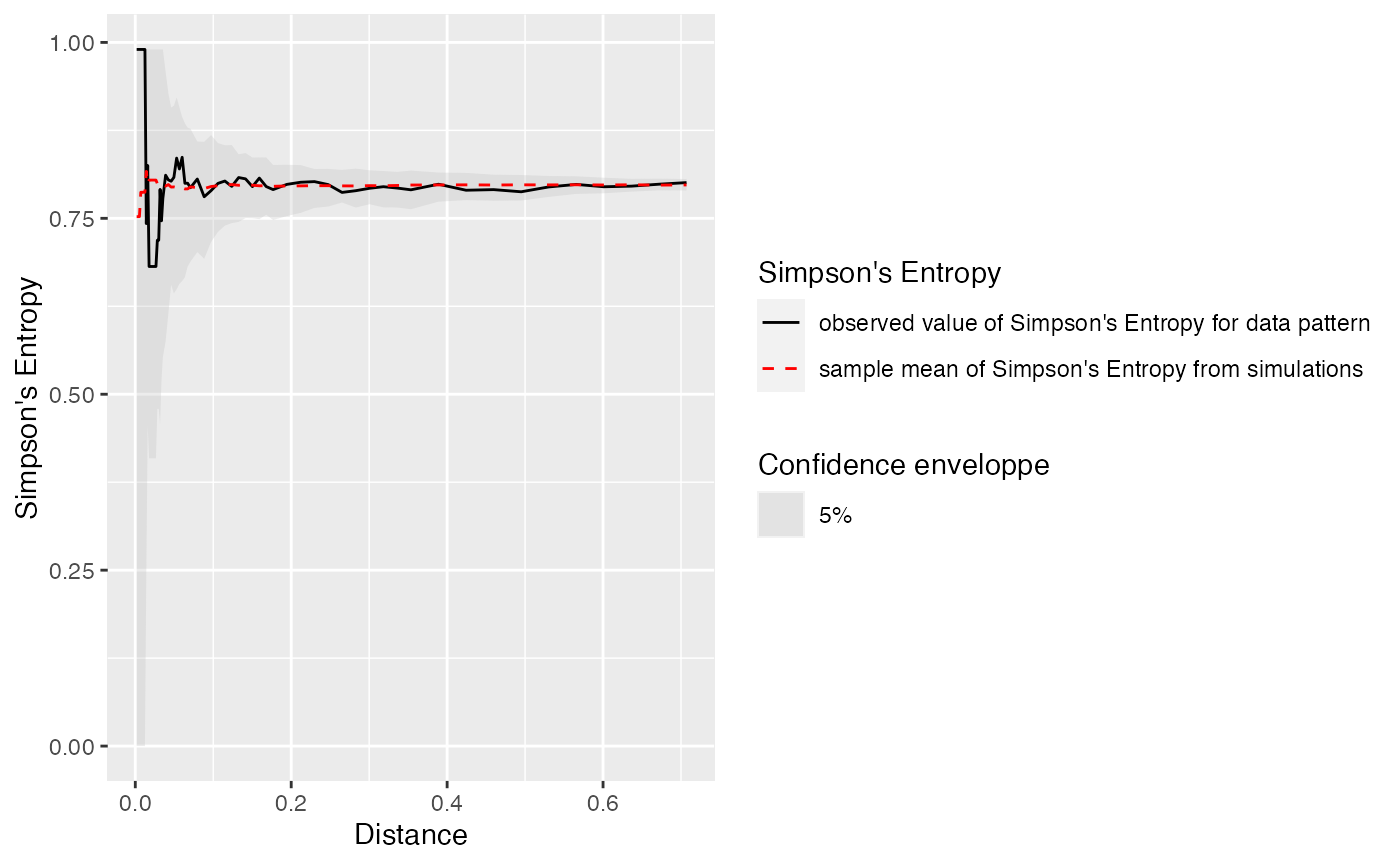 1.00
0.75
0.50
0.25
0.00
Simpson's Entropy
0.0
0.2
0.4
0.6
Distance
Simpson's Entropy
observed value of Simpson's Entropy for data pattern
sample mean of Simpson's Entropy from simulations
Confidence enveloppe
5%